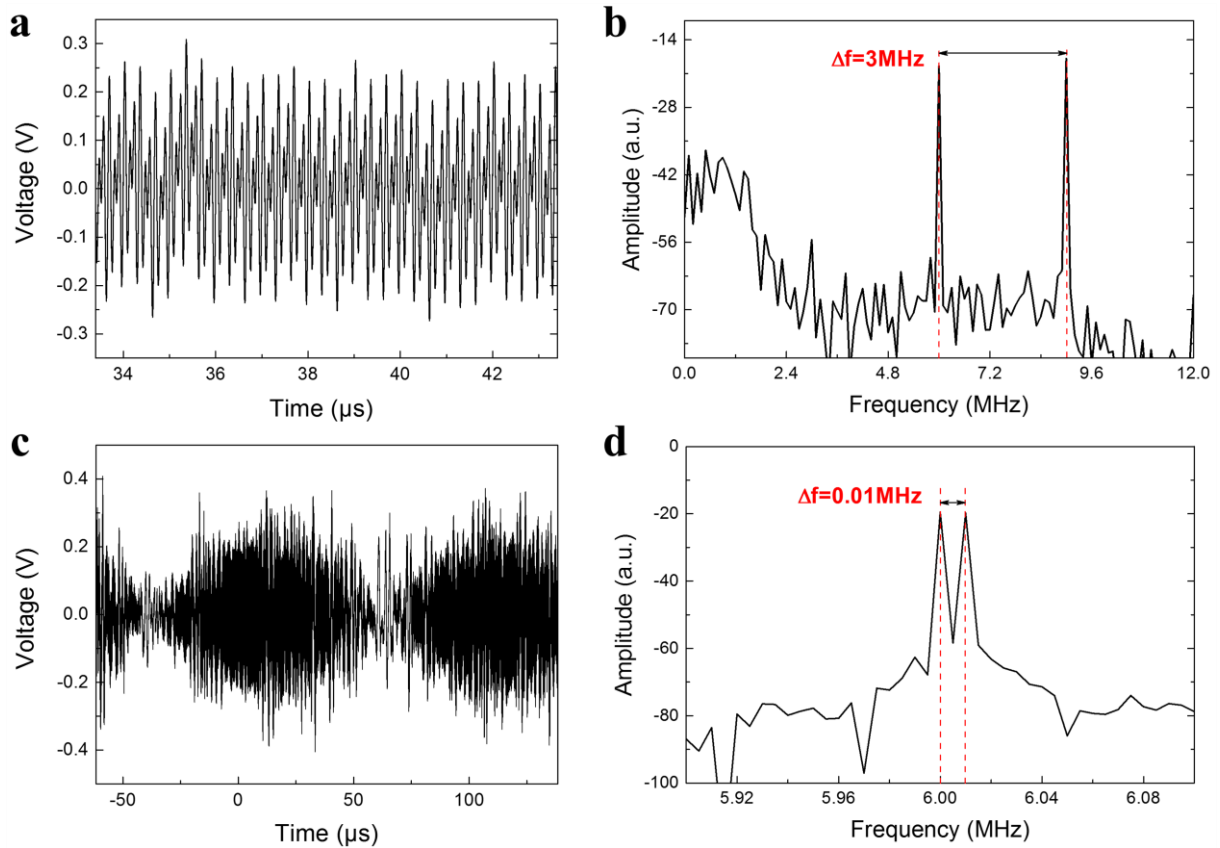 a
0.3
0.2
0.1
0.0
-0.1
-0.2
-0.3
Voltage (V)
34 36 38 40 42
Time (µs)
b
-14
-28
-42
-56
-70
Amplitude (a.u.)
Δf=3MHz
0.0 2.4 4.8 7.2 9.6 12.0
Frequency (MHz)
c
0.4
0.2
0.0
-0.2
-0.4
Voltage (V)
-50 0 50 100
Time (µs)
d
0
-20
-40
-60
-80
-100
Amplitude (a.u.)
Δf=0.01MHz
5.92 5.96 6.00 6.04 6.08
Frequency (MHz)